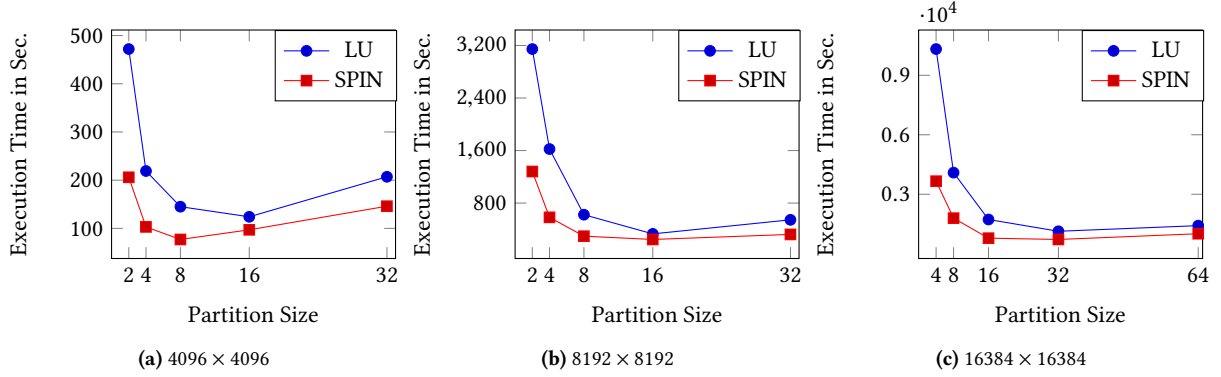 Execution Time in Sec.
500
400
300
200
100
2 4 8 16 32
LU
SPIN
Partition Size
(a) 4096 × 4096
Execution Time in Sec.
3,200
2,400
1,600
800
2 4 8 16 32
LU
SPIN
Partition Size
(b) 8192 × 8192
Execution Time in Sec.
·10⁴
0.9
0.6
0.3
4 8 16 32 64
LU
SPIN
Partition Size
(c) 16384 × 16384